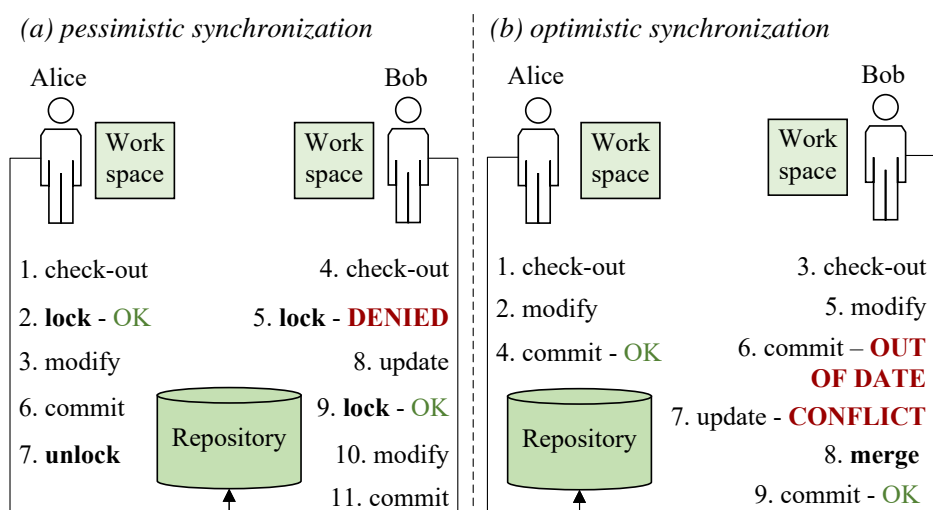 (a) pessimistic synchronization
Alice
Bob
Work
space
Work
space
1. check-out
2. lock - OK
3. modify
6. commit
7. unlock
4. check-out
5. lock - DENIED
8. update
9. lock - OK
10. modify
11. commit
Repository
(b) optimistic synchronization
Alice
Bob
Work
space
Work
space
1. check-out
2. modify
4. commit - OK
3. check-out
5. modify
6. commit – OUT
OF DATE
7. update - CONFLICT
8. merge
9. commit - OK
Repository